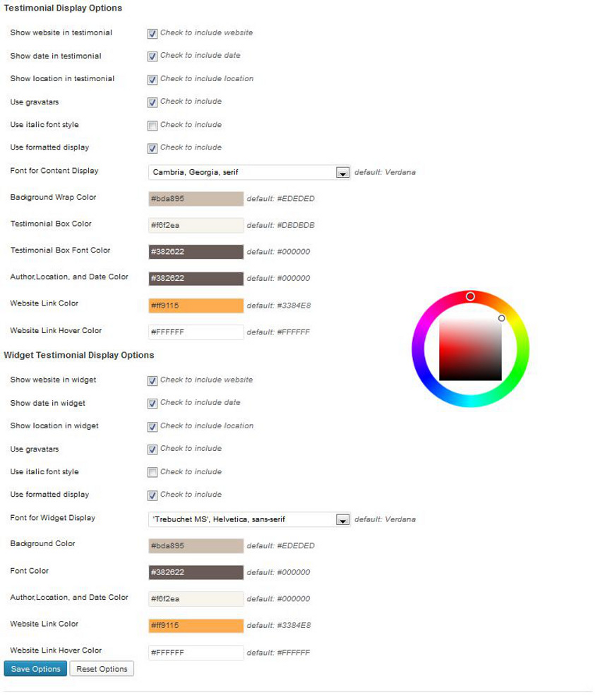 Testimonial Display Options
Show website in testimonial Check to include website
Show date in testimonial Check to include date
Show location in testimonial Check to include location
Use gravatars Check to include
Use italic font style Check to include
Use formatted display Check to include
Font for Content Display Cambria, Georgia, serif default: Verdana
Background Wrap Color #bda895 default: #EDEDED
Testimonial Box Color #f6f2ea default: #DBDBDB
Testimonial Box Font Color #382622 default: #000000
Author,Location, and Date Color #382622 default: #000000
Website Link Color #ff9115 default: #3384E8
Website Link Hover Color #FFFFFF default: #FFFFFF
Widget Testimonial Display Options
Show website in widget Check to include website
Show date in widget Check to include date
Show location in widget Check to include location
Use gravatars Check to include
Use italic font style Check to include
Use formatted display Check to include
Font for Widget Display 'Trebuchet MS', Helvetica, sans-serif default: Verdana
Background Color #bda895 default: #EDEDED
Font Color #382622 default: #000000
Author,Location, and Date Color #f6f2ea default: #000000
Website Link Color #ff9115 default: #3384E8
Website Link Hover Color #FFFFFF default: #FFFFFF
Save Options Reset Options